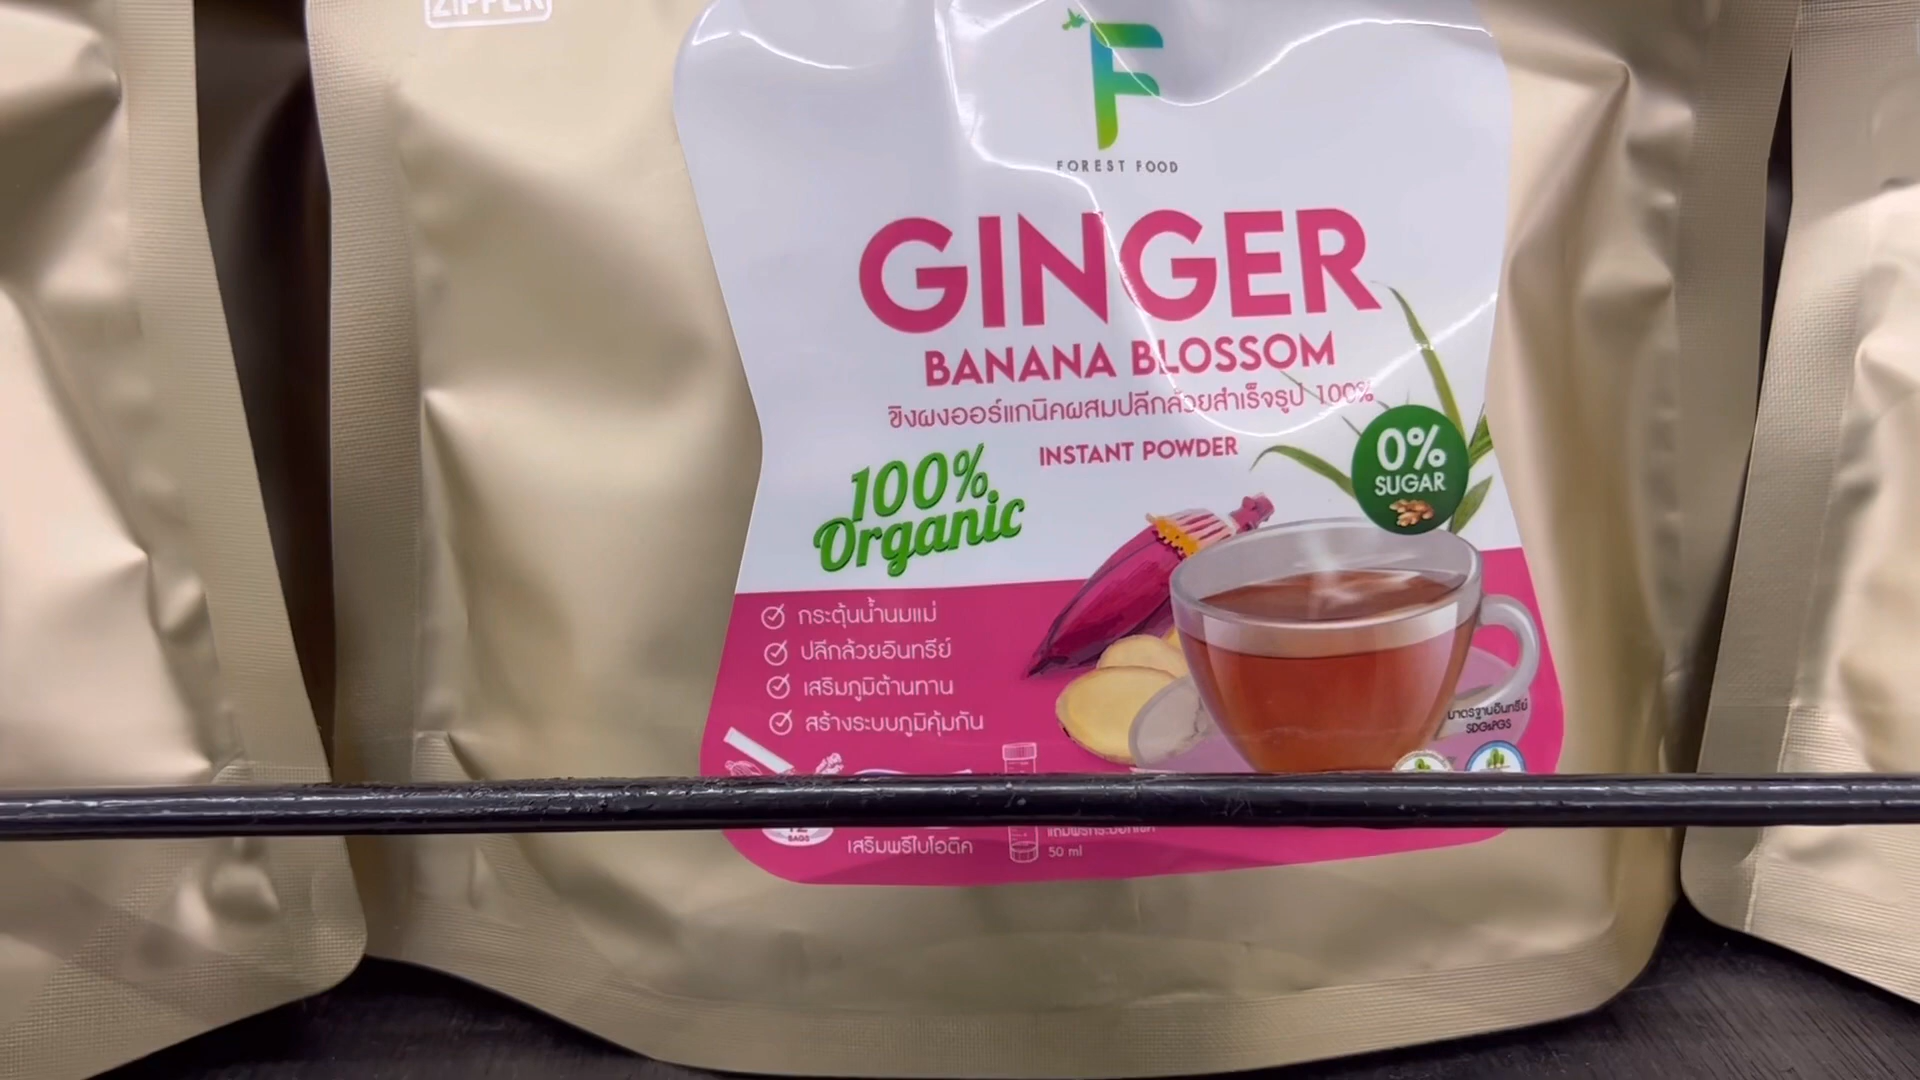 ZIPPER
F
FOREST FOOD
GINGER
BANANA BLOSSOM
ขิงผงออร์แกนิคผสมปลีกล้วยสำเร็จรูป 100%
INSTANT POWDER
100%
Organic
0%
SUGAR
กระตุ้นน้ำนมแม่
ปลีกล้วยอินทรีย์
เสริมภูมิต้านทาน
สร้างระบบภูมิคุ้มกัน
มาตรฐานอินทรีย์
SDGsPGS
12
BAGS
เสริมพรีไบโอติค
50 ml